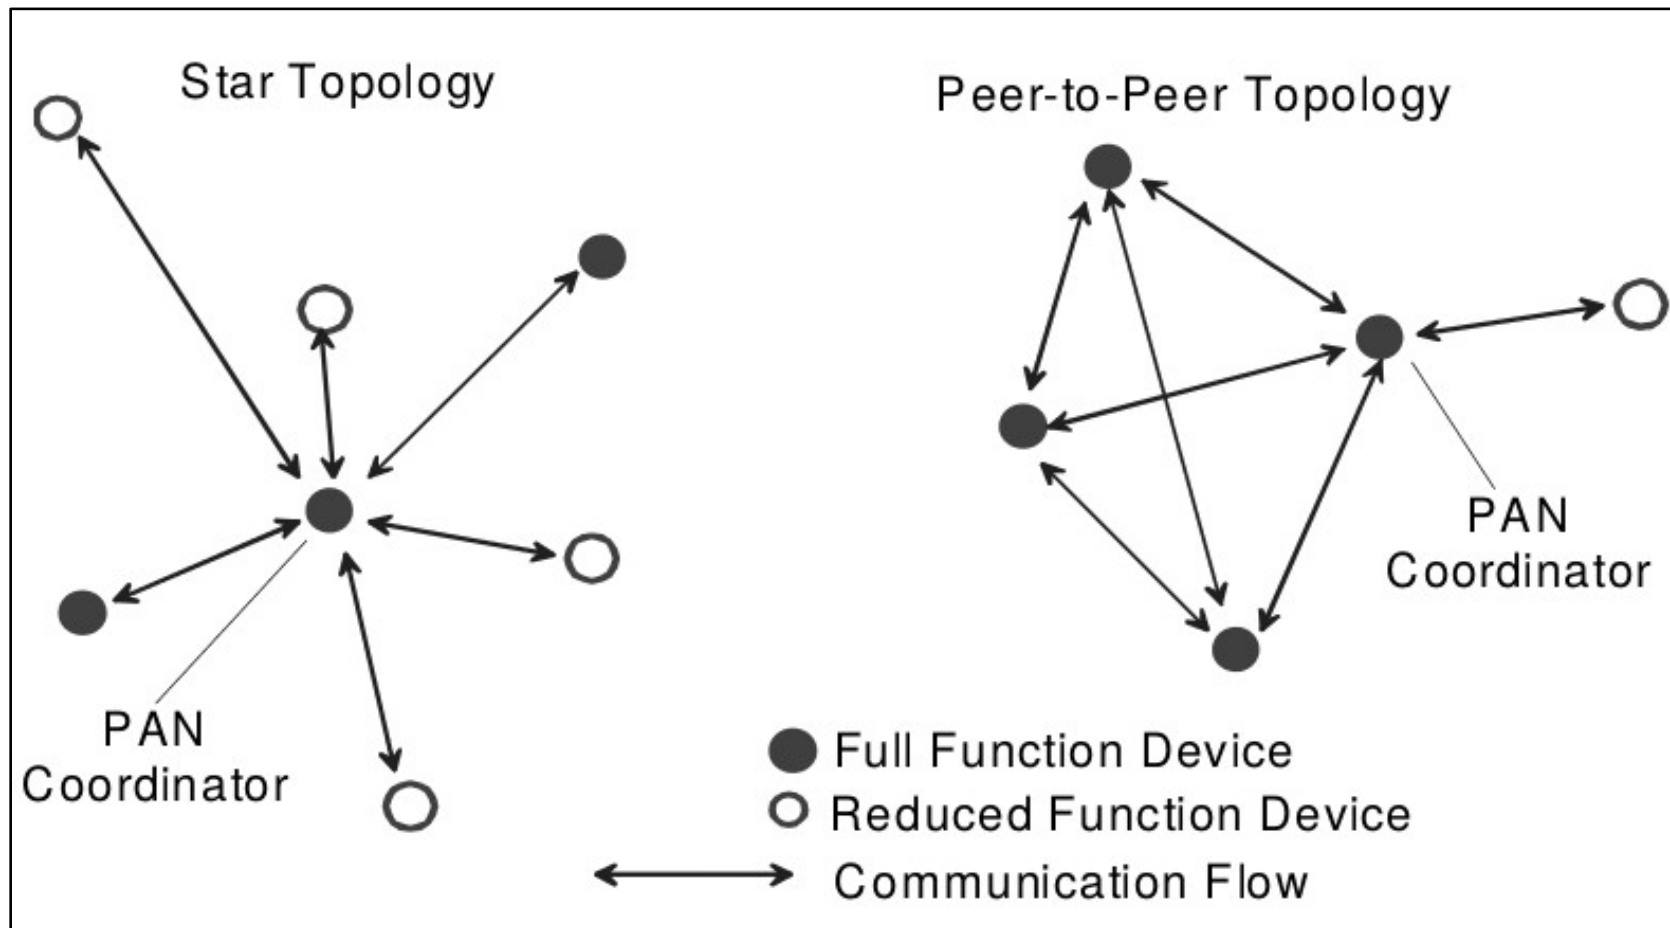 Star Topology
Peer-to-Peer Topology
PAN
Coordinator
PAN
Coordinator
Full Function Device
Reduced Function Device
Communication Flow